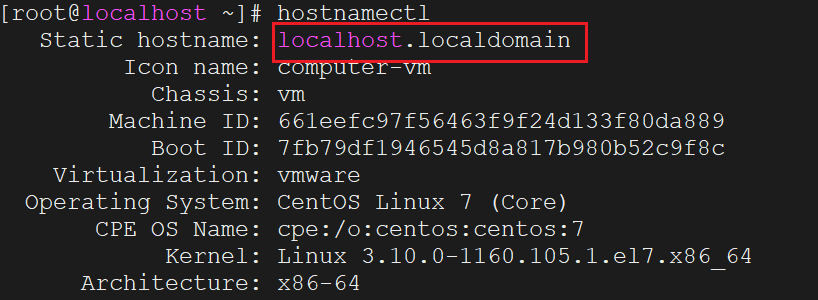 [root@localhost ~]# hostnamectl
Static hostname: localhost.localdomain
Icon name: computer-vm
Chassis: vm
Machine ID: 661eefc97f56463f9f24d133f80da889
Boot ID: 7fb79df1946545d8a817b980b52c9f8c
Virtualization: vmware
Operating System: CentOS Linux 7 (Core)
CPE OS Name: cpe:/o:centos:centos:7
Kernel: Linux 3.10.0-1160.105.1.el7.x86_64
Architecture: x86-64